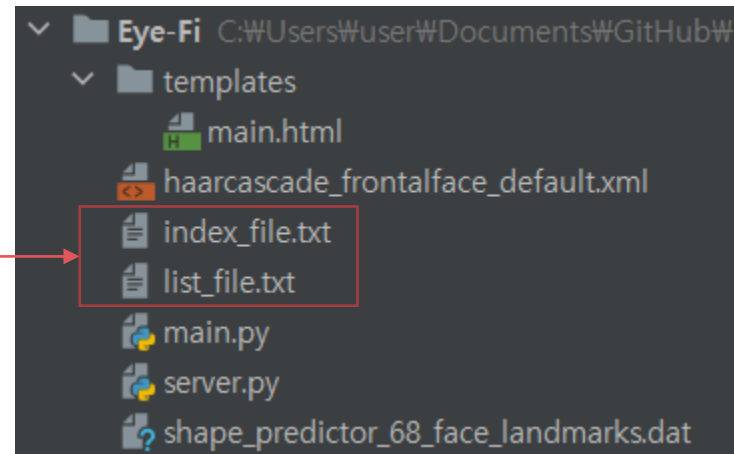 Eye-Fi C:₩Users₩user₩Documents₩GitHub₩
templates
main.html
haarcascade_frontalface_default.xml
index_file.txt
list_file.txt
main.py
server.py
shape_predictor_68_face_landmarks.dat